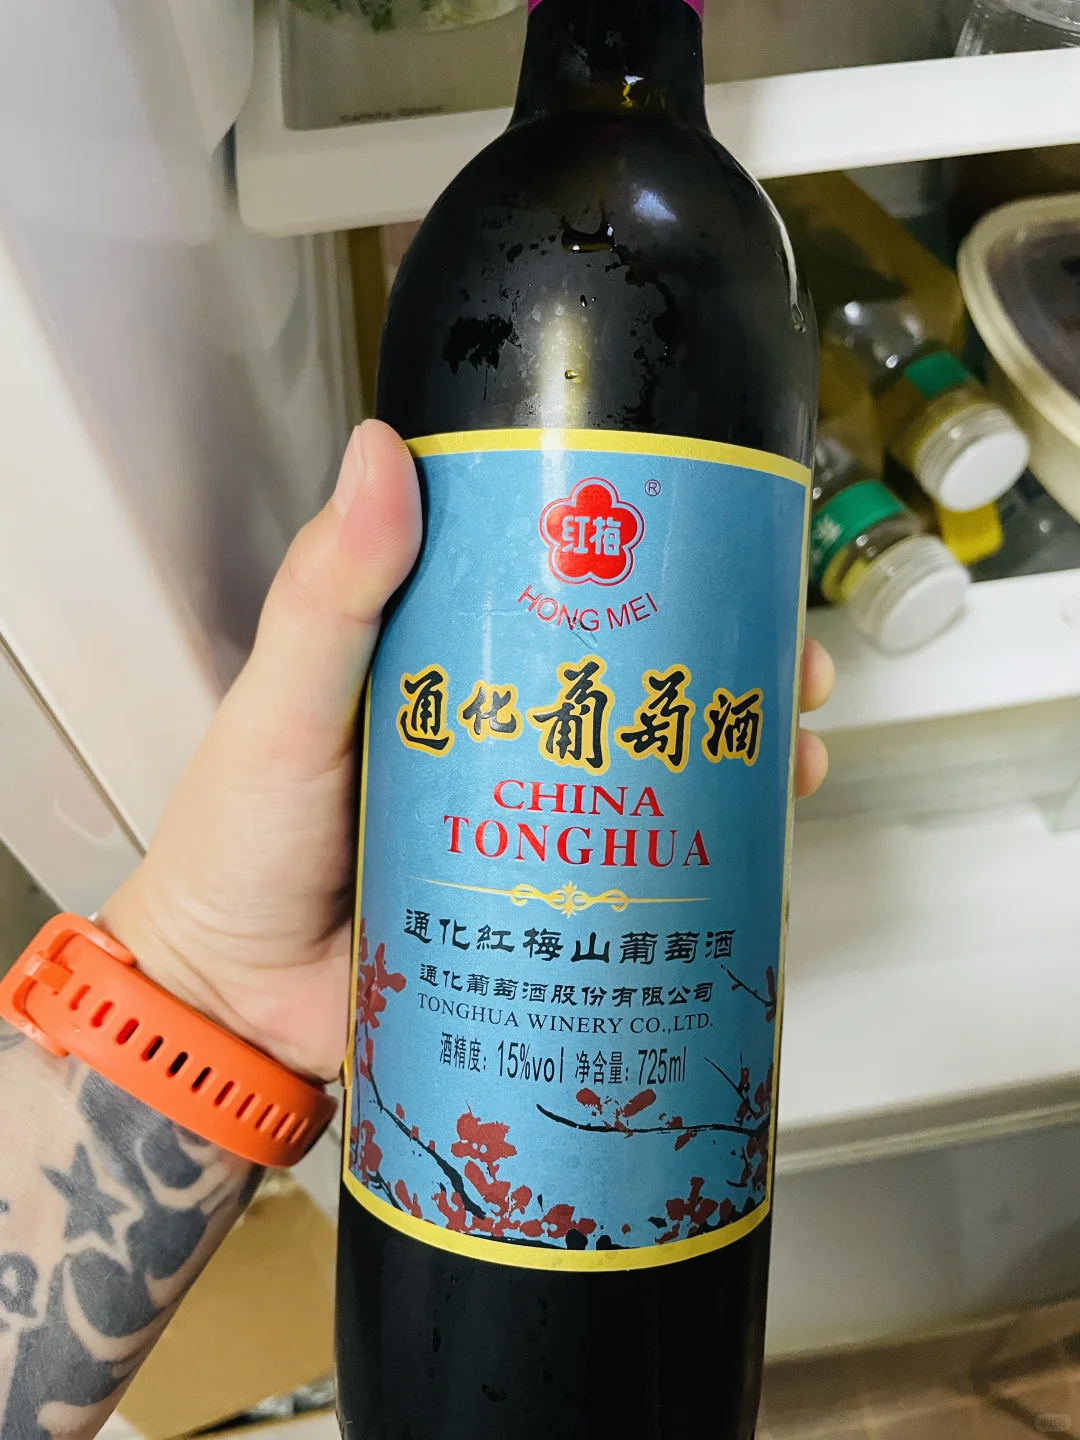 红梅
®
HONG MEI
通化葡萄酒
CHINA
TONGHUA
通化紅梅山葡萄酒
通化葡萄酒股份有限公司
TONGHUA WINERY CO.,LTD.
酒精度：15%vol 净含量：725ml